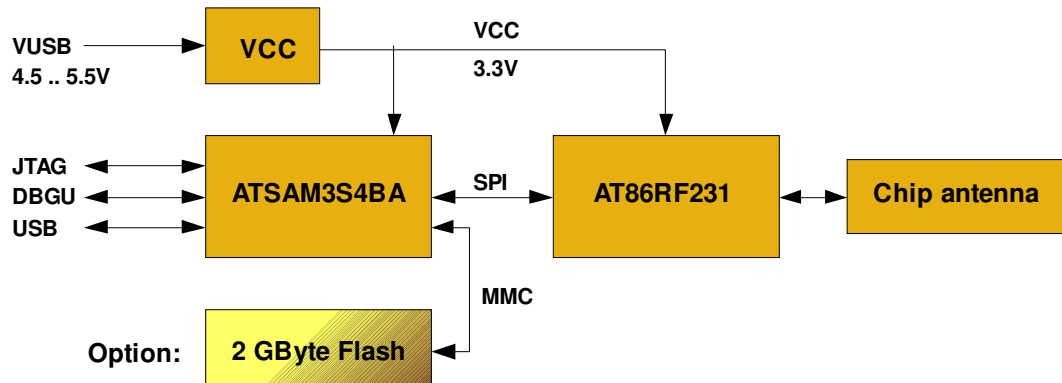 VUSB
4.5 .. 5.5V
VCC
VCC
3.3V
JTAG
DBGU
USB
ATSAM3S4BA
SPI
AT86RF231
Chip antenna
MMC
Option:
2 GByte Flash